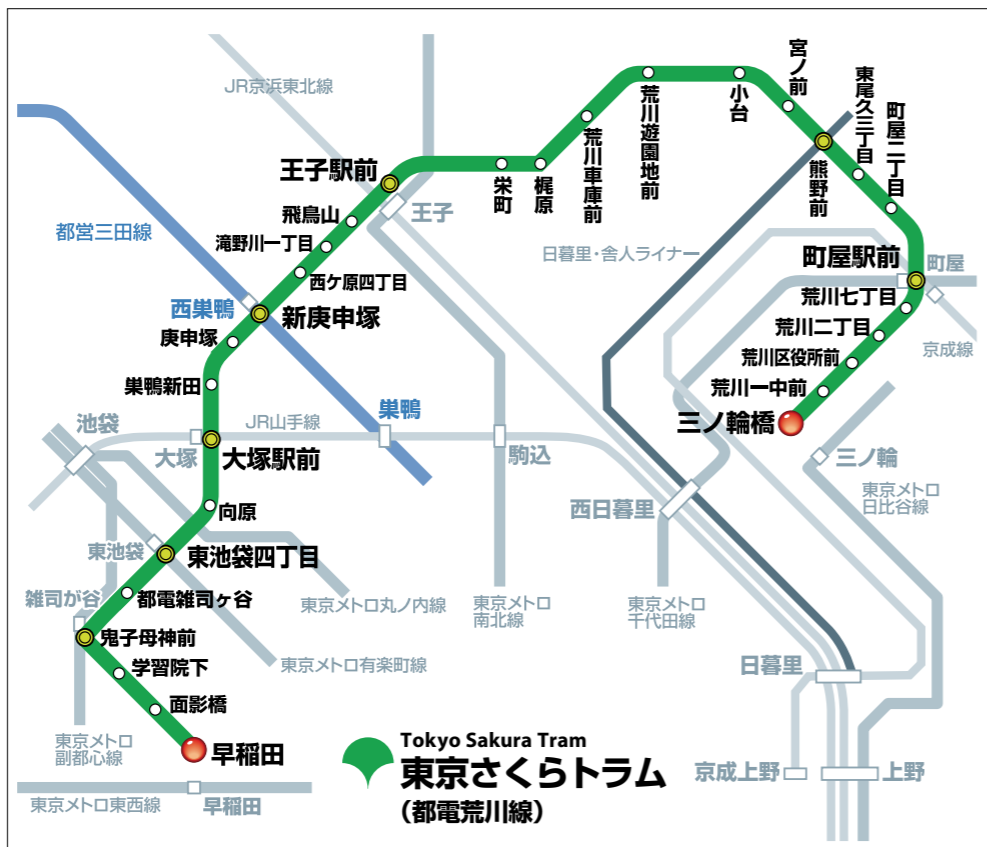 JR京浜東北線
宮ノ前
東尾久三丁目
町屋二丁目
小台
荒川遊園地前
荒川車庫前
梶原
栄町
王子駅前
王子
飛鳥山
滝野川一丁目
西ケ原四丁目
都営三田線
西巣鴨
新庚申塚
庚申塚
巣鴨新田
熊野前
日暮里・舎人ライナー
町屋駅前
町屋
荒川七丁目
荒川二丁目
京成線
荒川区役所前
荒川一中前
三ノ輪橋
三ノ輪
東京メトロ
日比谷線
池袋
JR山手線
巣鴨
大塚
大塚駅前
駒込
西日暮里
向原
東池袋
東池袋四丁目
雑司が谷
都電雑司ヶ谷
東京メトロ丸ノ内線
東京メトロ
南北線
東京メトロ
千代田線
鬼子母神前
学習院下
東京メトロ有楽町線
日暮里
面影橋
東京メトロ
副都心線
早稲田
東京メトロ東西線
早稲田
京成上野
上野
Tokyo Sakura Tram
東京さくらトラム
(都電荒川線)